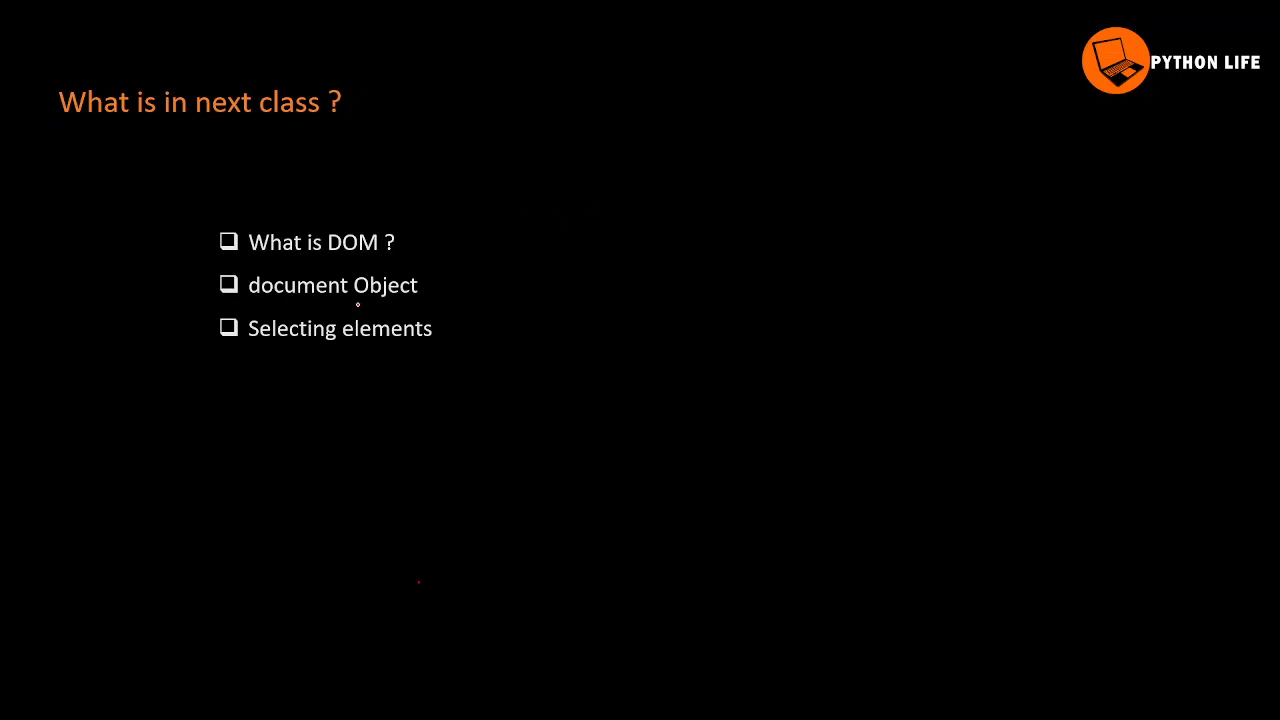 PYTHON LIFE
What is in next class ?
What is DOM ?
document Object
Selecting elements